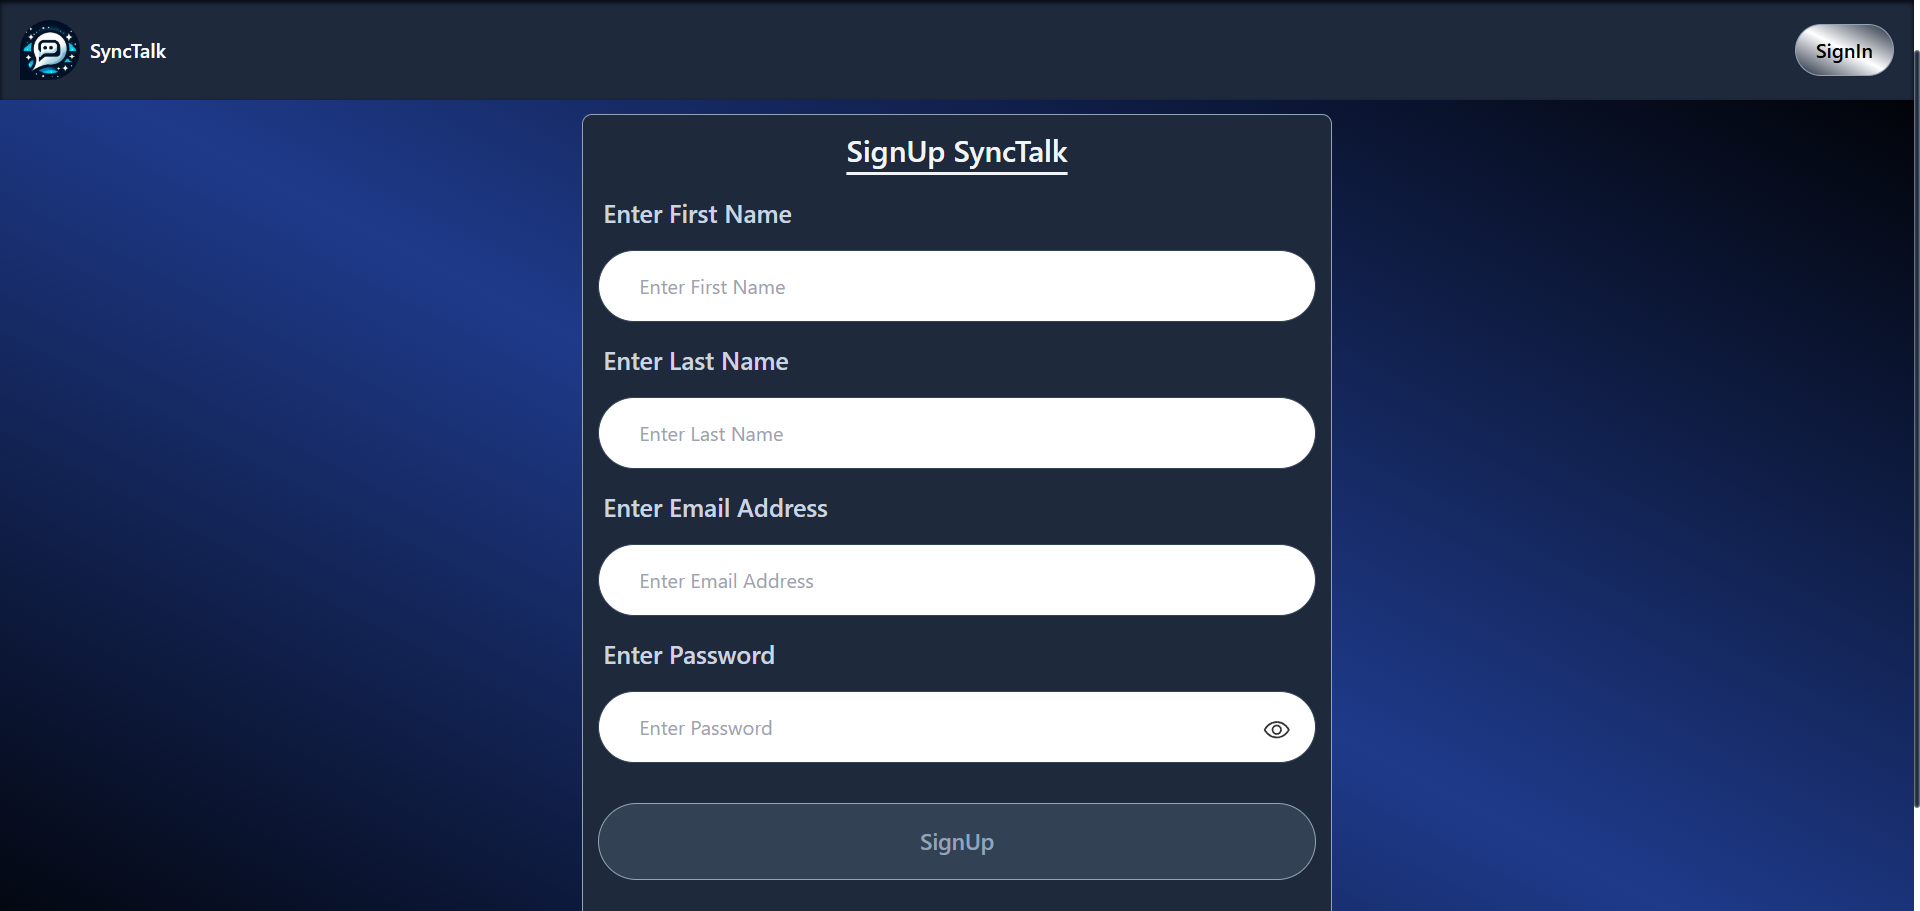 SyncTalk
SignIn
SignUp SyncTalk
Enter First Name
Enter First Name
Enter Last Name
Enter Last Name
Enter Email Address
Enter Email Address
Enter Password
Enter Password
SignUp